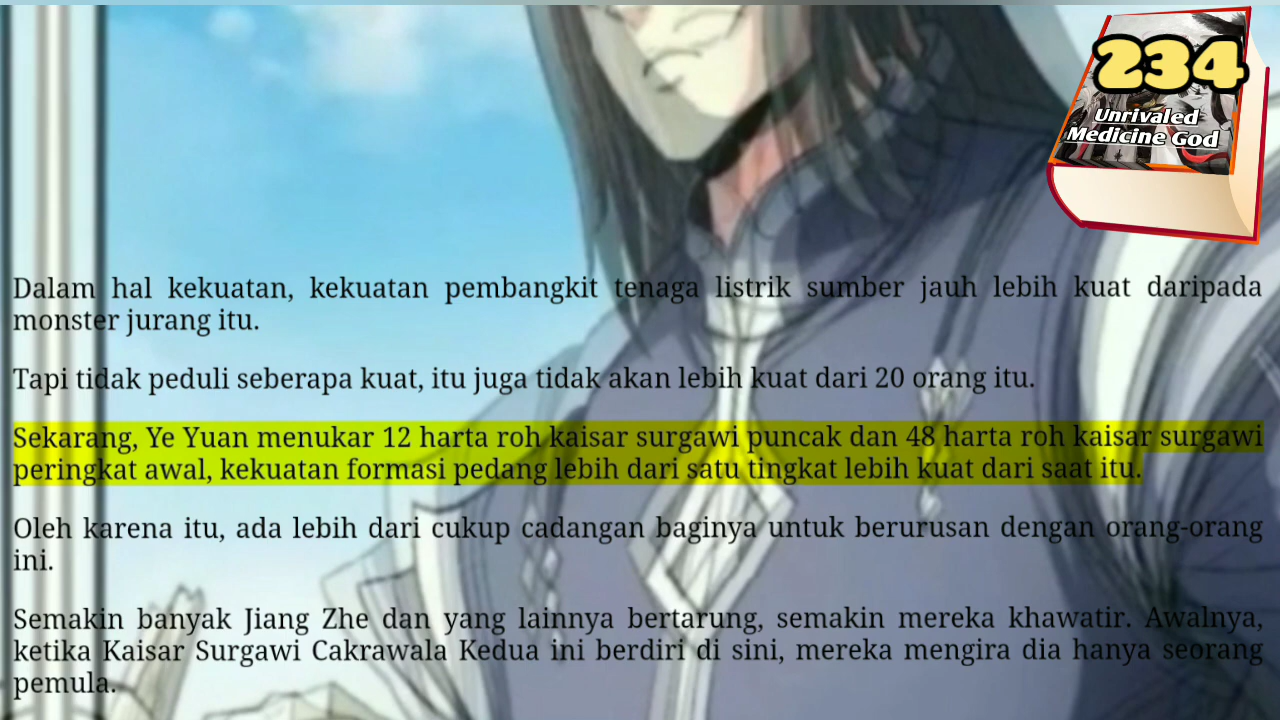 234
Unrivaled
Medicine God
Dalam hal kekuatan, kekuatan pembangkit tenaga listrik sumber jauh lebih kuat daripada
monster jurang itu.
Tapi tidak peduli seberapa kuat, itu juga tidak akan lebih kuat dari 20 orang itu.
Sekarang, Ye Yuan menukar 12 harta roh kaisar surgawi puncak dan 48 harta roh kaisar surgawi
peringkat awal, kekuatan formasi pedang lebih dari satu tingkat lebih kuat dari saat itu.
Oleh karena itu, ada lebih dari cukup cadangan baginya untuk berurusan dengan orang-orang
ini.
Semakin banyak Jiang Zhe dan yang lainnya bertarung, semakin mereka khawatir. Awalnya,
ketika Kaisar Surgawi Cakrawala Kedua ini berdiri di sini, mereka mengira dia hanya seorang
pemula.